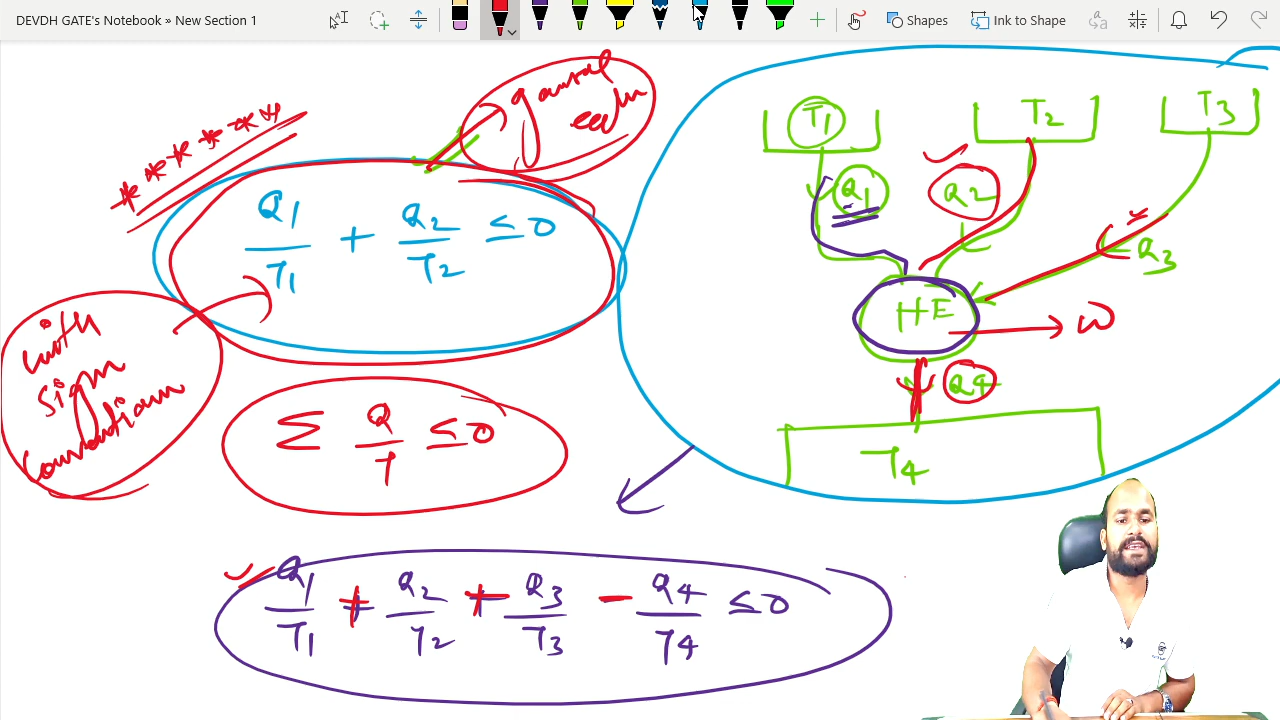 DEVDH GATE's Notebook » New Section 1
Shapes
Ink to Shape
*****
general
Q1/T1 + Q2/T2 ≤ 0
with
sign
convention
Σ Q/T ≤ 0
T1
T2
T3
Q1
Q2
Q3
HE
W
Q4
T4
Q1/T1 + Q2/T2 + Q3/T3 - Q4/T4 ≤ 0